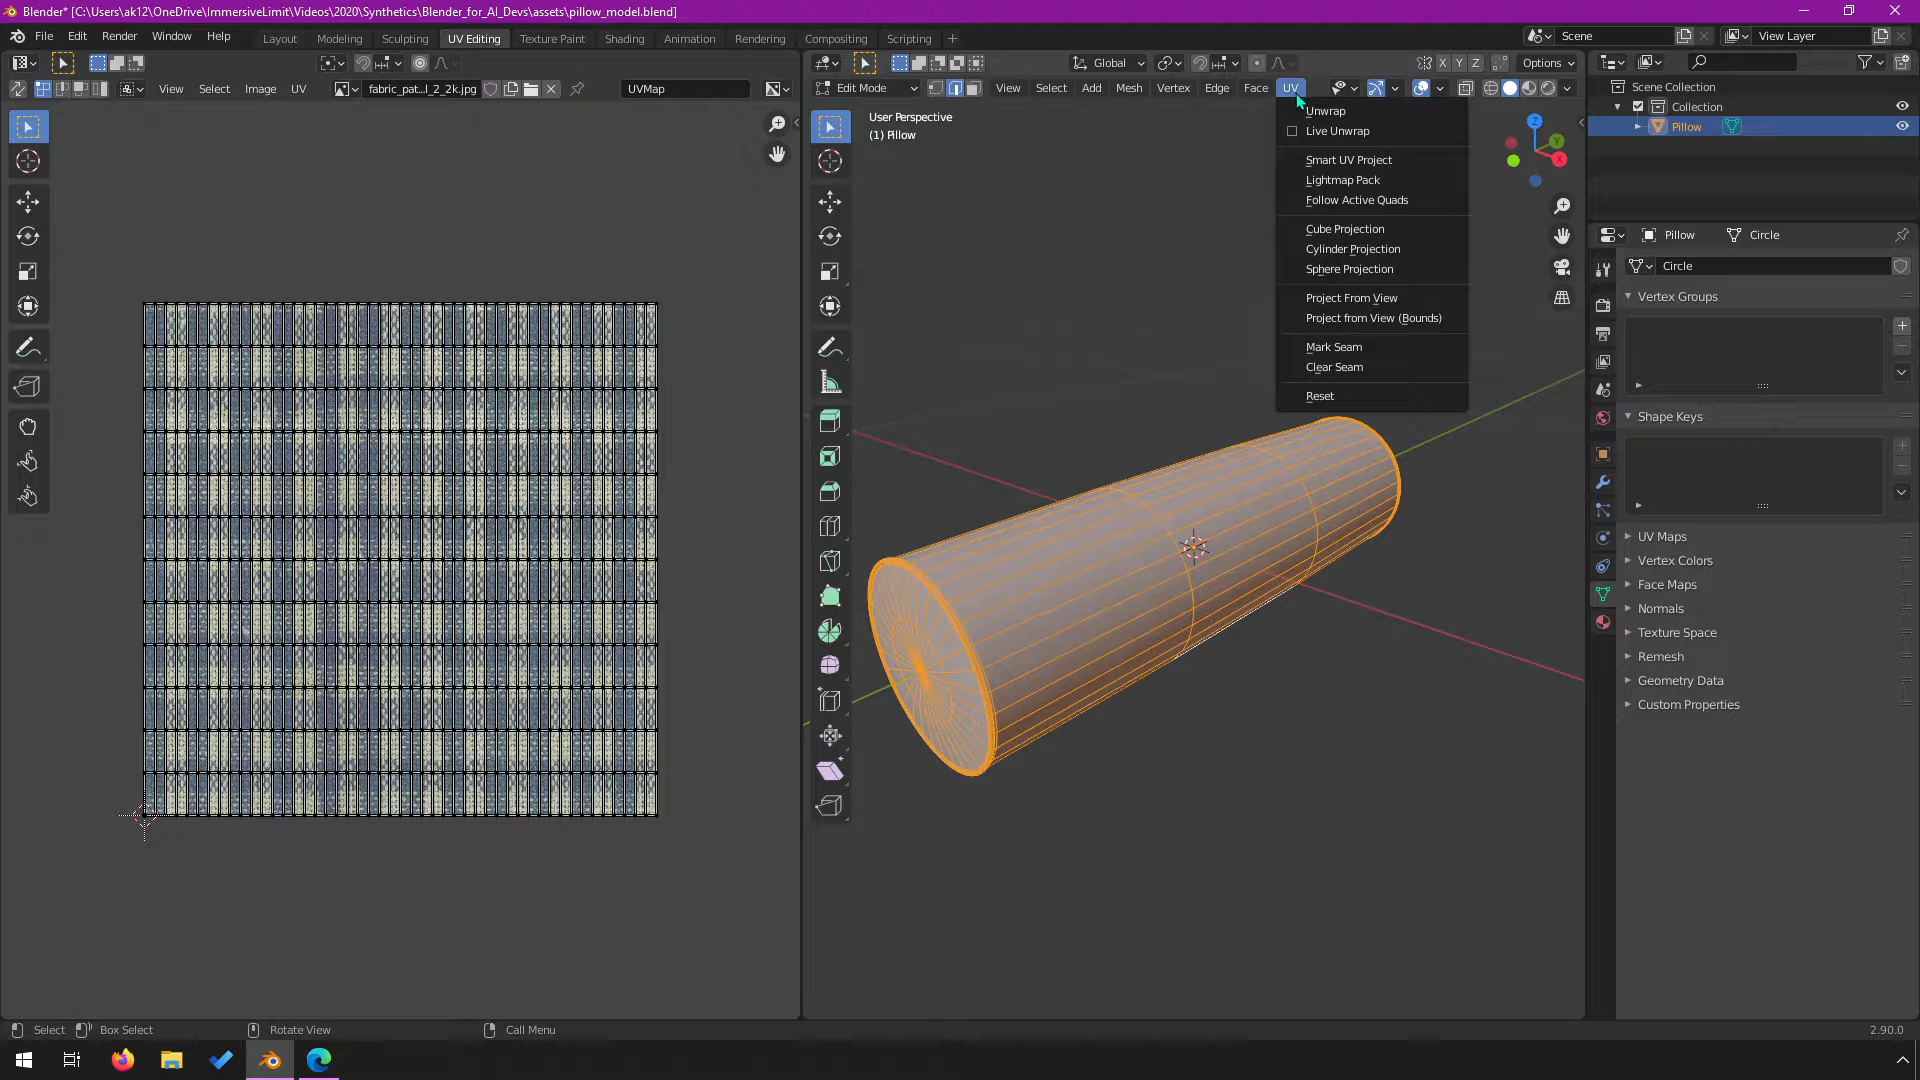 Blender* [C:\Users\ak12\OneDrive\ImmersiveLimit\Videos\2020\Synthetics\Blender_for_AI_Devs\assets\pillow_model.blend]
File Edit Render Window Help
Layout Modeling Sculpting UV Editing Texture Paint Shading Animation Rendering Compositing Scripting +
Scene
View Layer
Global
X Y Z
Options
View Select Image UV
fabric_pat...l_2_2k.jpg
UVMap
Edit Mode
View Select Add Mesh Vertex Edge Face UV
User Perspective
(1) Pillow
Unwrap
Live Unwrap
Smart UV Project
Lightmap Pack
Follow Active Quads
Cube Projection
Cylinder Projection
Sphere Projection
Project From View
Project from View (Bounds)
Mark Seam
Clear Seam
Reset
Z
Y
X
Scene Collection
Collection
Pillow
Pillow Circle
Circle
Vertex Groups
Shape Keys
UV Maps
Vertex Colors
Face Maps
Normals
Texture Space
Remesh
Geometry Data
Custom Properties
Select Box Select Rotate View Call Menu 2.90.0